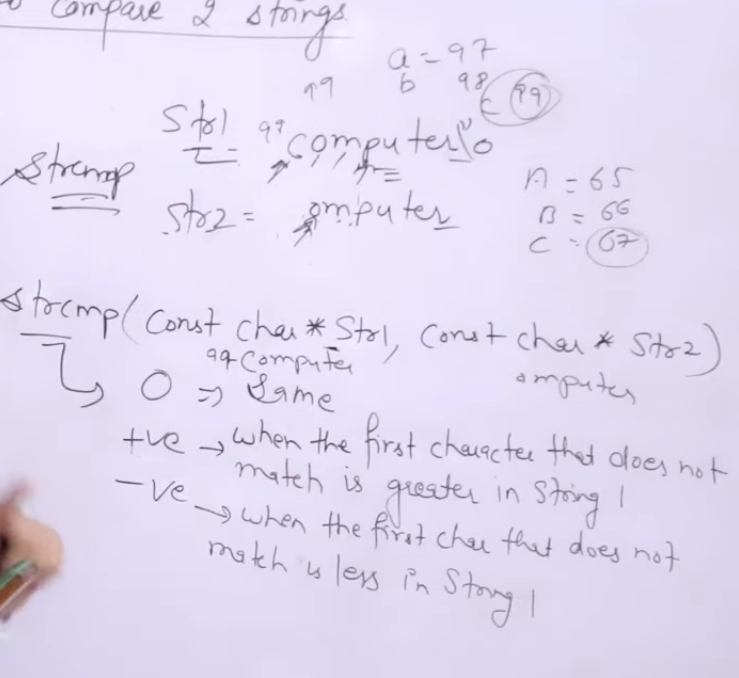 Compare 2 strings
a = 97
99 b 98
c 99
Str1 = 99 computer\0
Strcmp
A = 65
B = 66
Str2 = omputer
C = 67
strcmp(const char * Str1, const char * Str2)
99 Computer
omputer
0 => Same
+ve → when the first character that does not
match is greater in String 1
-ve → when the first char that does not
match is less in String 1